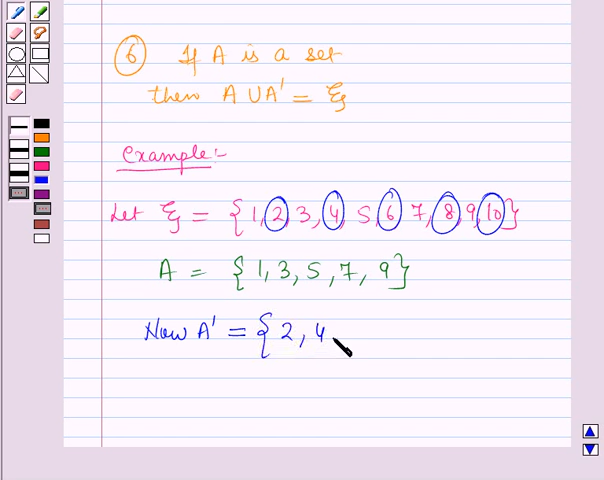 6 If A is a set
then A ∪ A' = ξ
Example:-
Let ξ = {1, 2, 3, 4, 5, 6, 7, 8, 9, 10}
A = {1, 3, 5, 7, 9}
Now A' = {2, 4